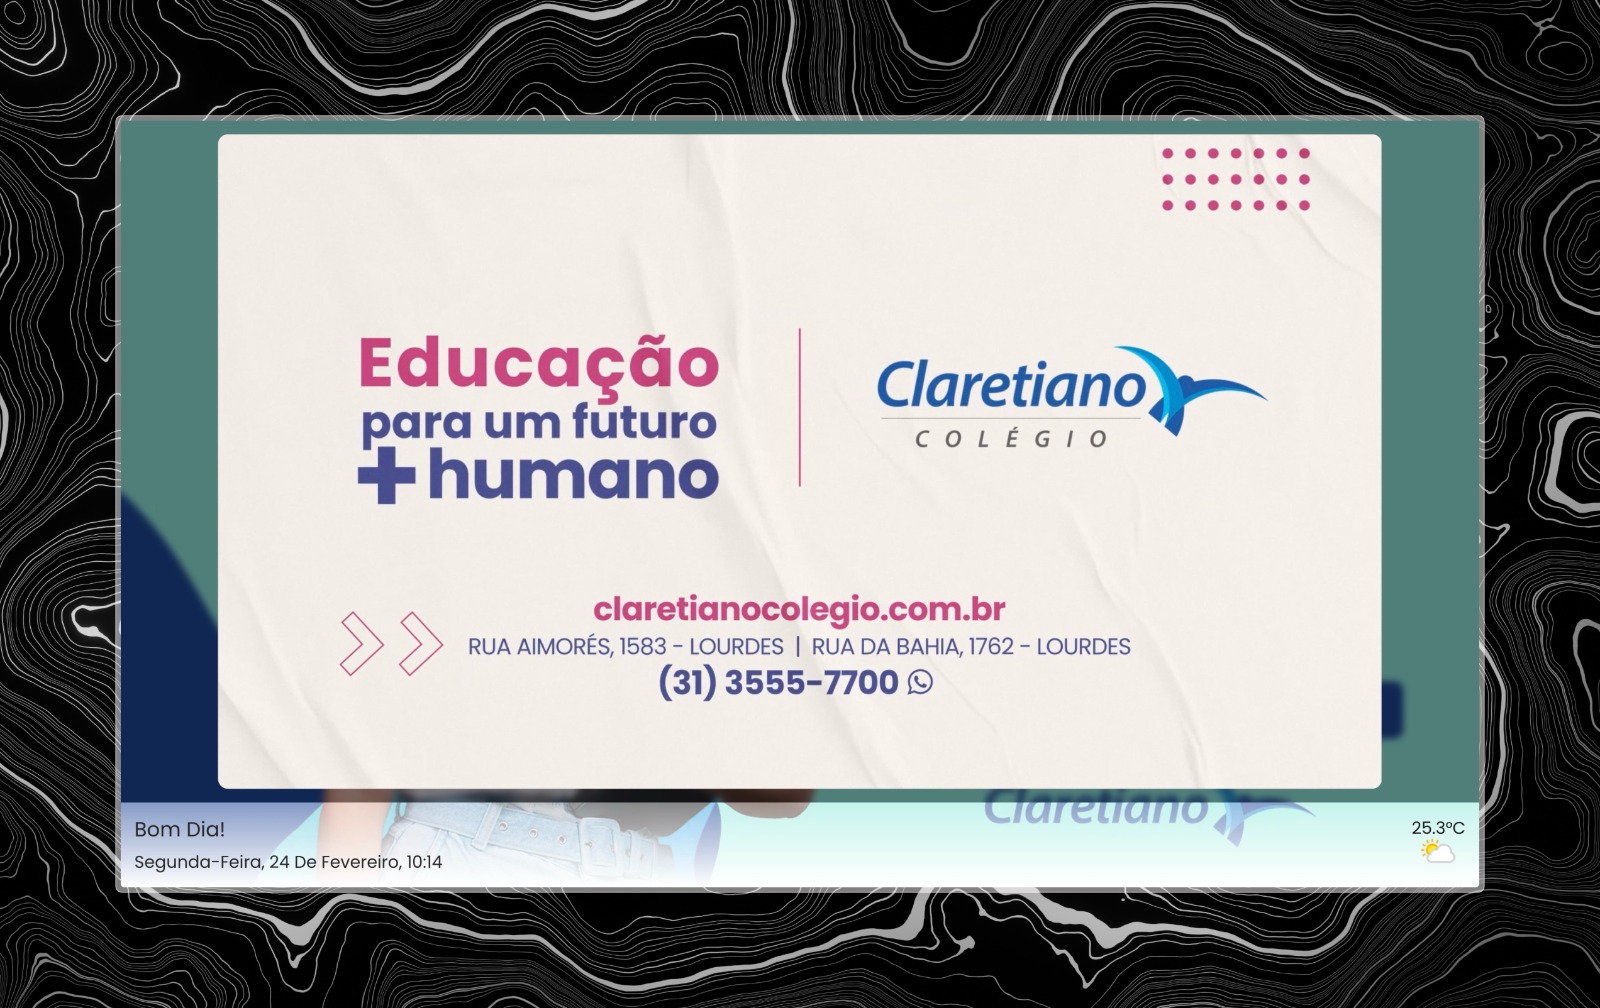 Educação
para um futuro
+humano
Claretiano
COLÉGIO
claretianocolegio.com.br
RUA AIMORÉS, 1583 - LOURDES | RUA DA BAHIA, 1762 - LOURDES
(31) 3555-7700
Claretiano
Bom Dia!
Segunda-Feira, 24 De Fevereiro, 10:14
25.3°C